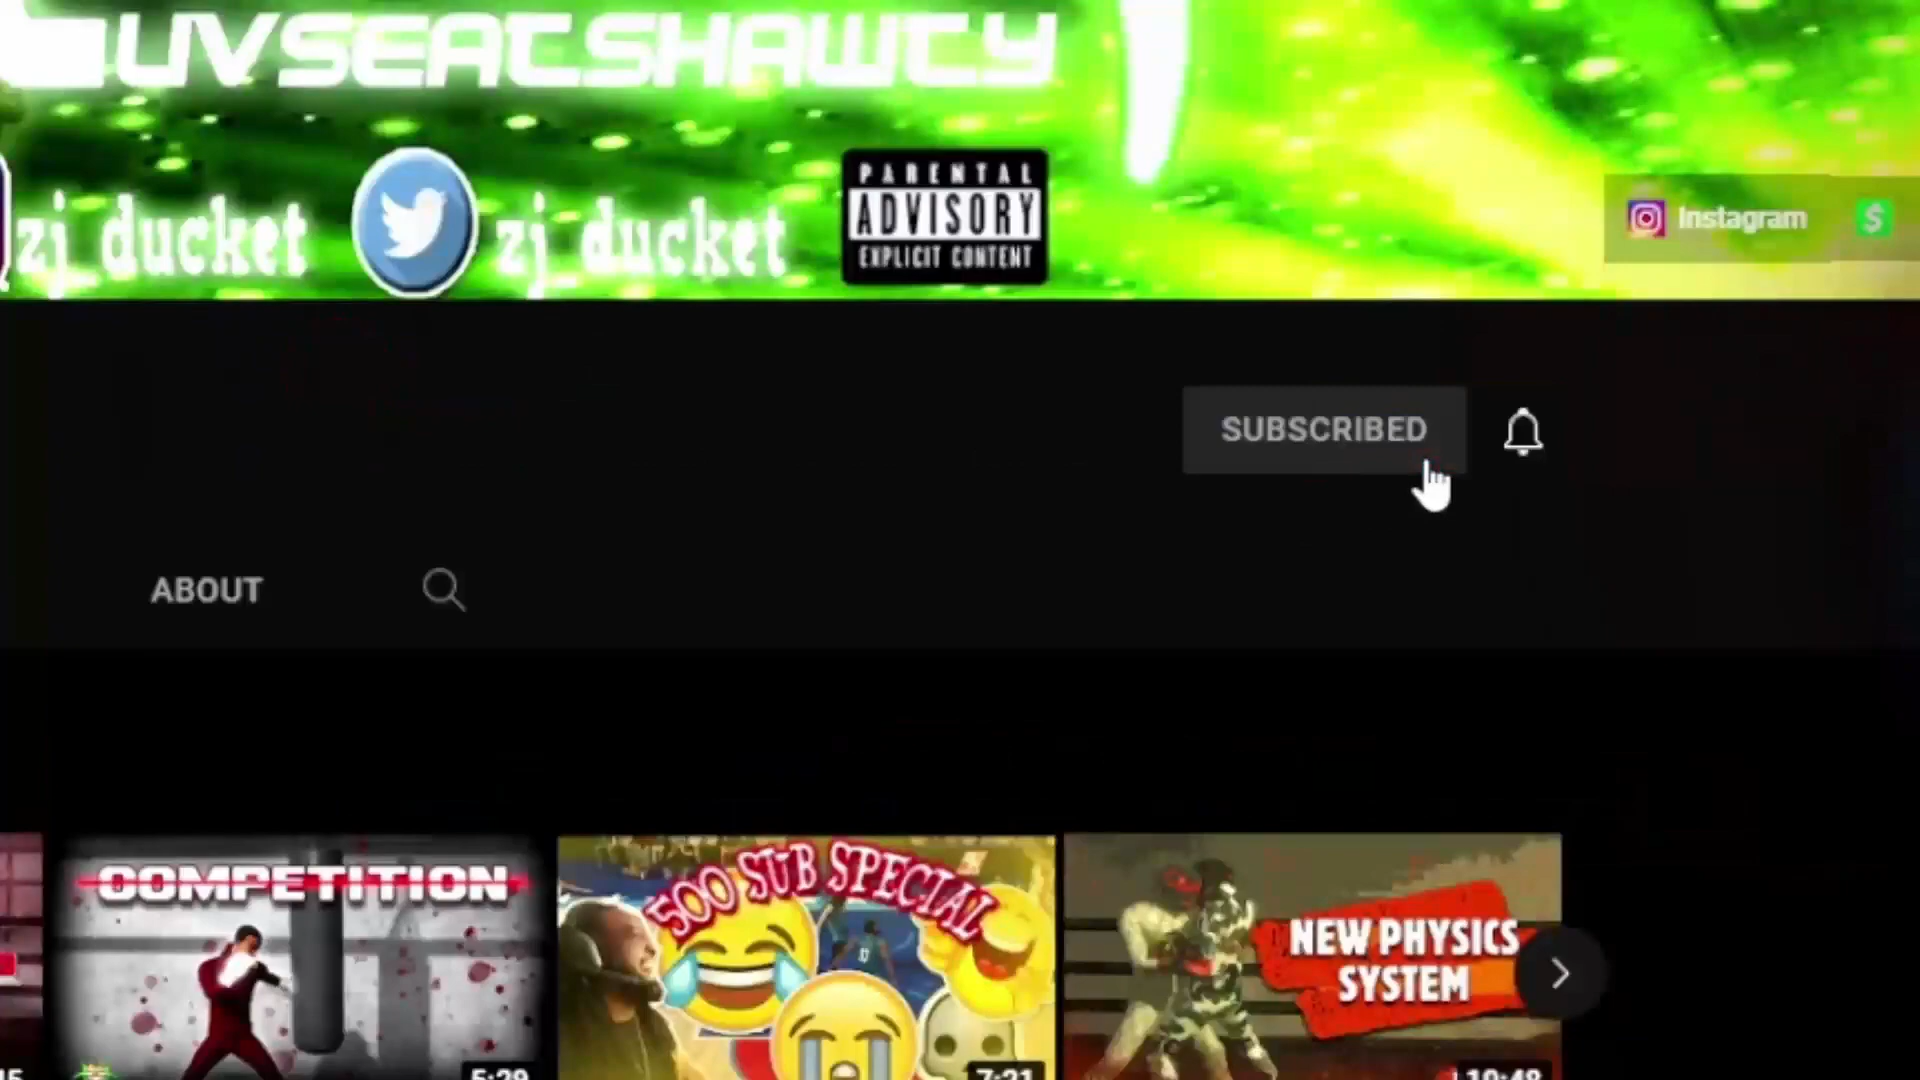 LUVSEATSHAWTY
zj_ducket
zj_ducket
PARENTAL
ADVISORY
EXPLICIT CONTENT
Instagram
SUBSCRIBED
ABOUT
COMPETITION
500 SUB SPECIAL
NEW PHYSICS
SYSTEM
5:29
7:21
10:48